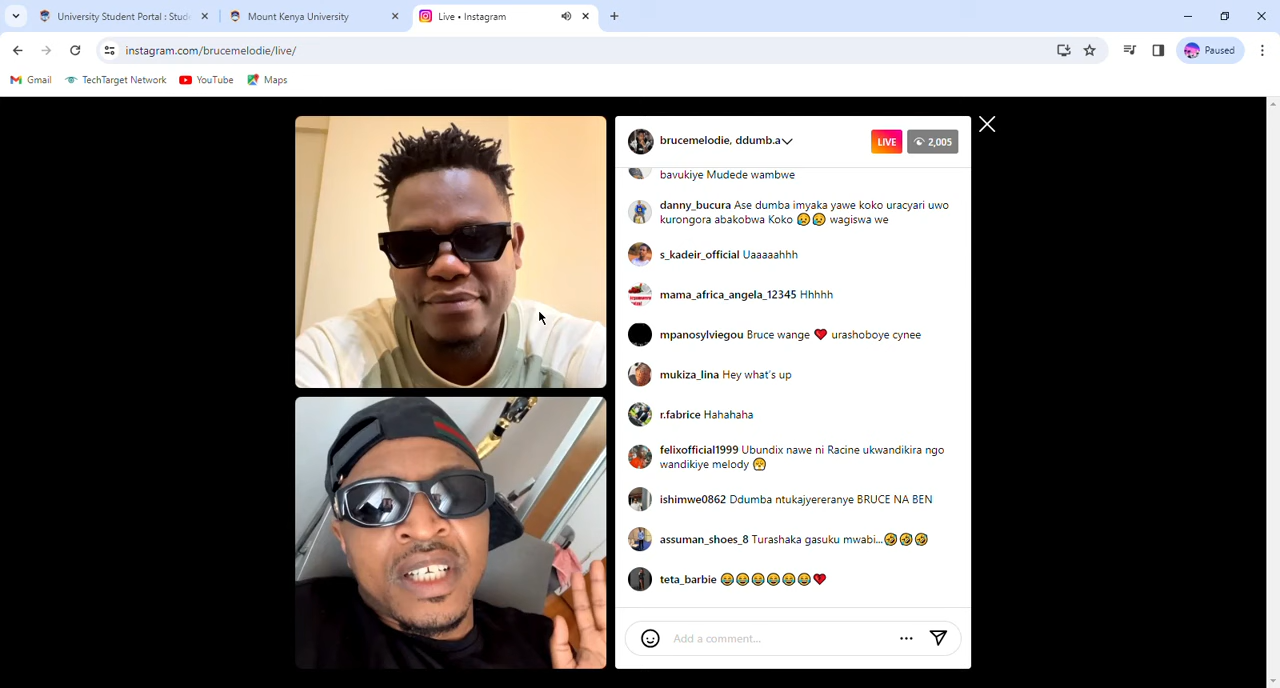 University Student Portal : Stude
Mount Kenya University
Live • Instagram
instagram.com/brucemelodie/live/
Paused
Gmail
TechTarget Network
YouTube
Maps
brucemelodie, ddumb.a
LIVE
2,005
bavukiye Mudede wambwe
danny_bucura Ase dumba imyaka yawe koko uracyari uwo
kurongora abakobwa Koko 😥😥 wagiswa we
s_kadeir_official Uaaaaahhh
mama_africa_angela_12345 Hhhhh
mpanosylviegou Bruce wange ❤️ urashoboye cynee
mukiza_lina Hey what's up
r.fabrice Hahahaha
felixofficial1999 Ubundix nawe ni Racine ukwandikira ngo
wandikiye melody 😤
ishimwe0862 Ddumba ntukajyereranye BRUCE NA BEN
assuman_shoes_8 Turashaka gasuku mwabi...🤣🤣🤣
teta_barbie 😂😂😂😂😂😂❤️
Add a comment...